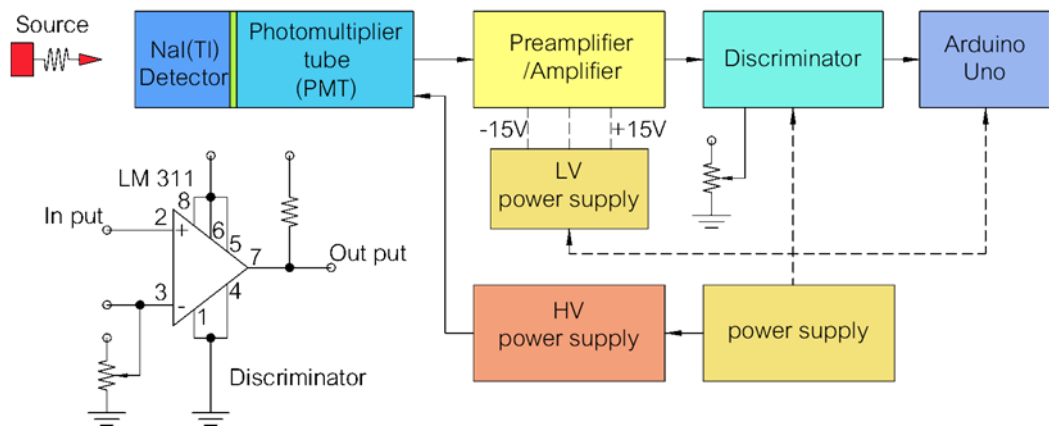 Source
NaI(Tl)
Detector
Photomultiplier
tube
(PMT)
Preamplifier
/Amplifier
Discriminator
Arduino
Uno
-15V
+15V
LV
power supply
HV
power supply
power supply
LM 311
8
6
5
In put
2
+
7
Out put
3
-
4
1
Discriminator